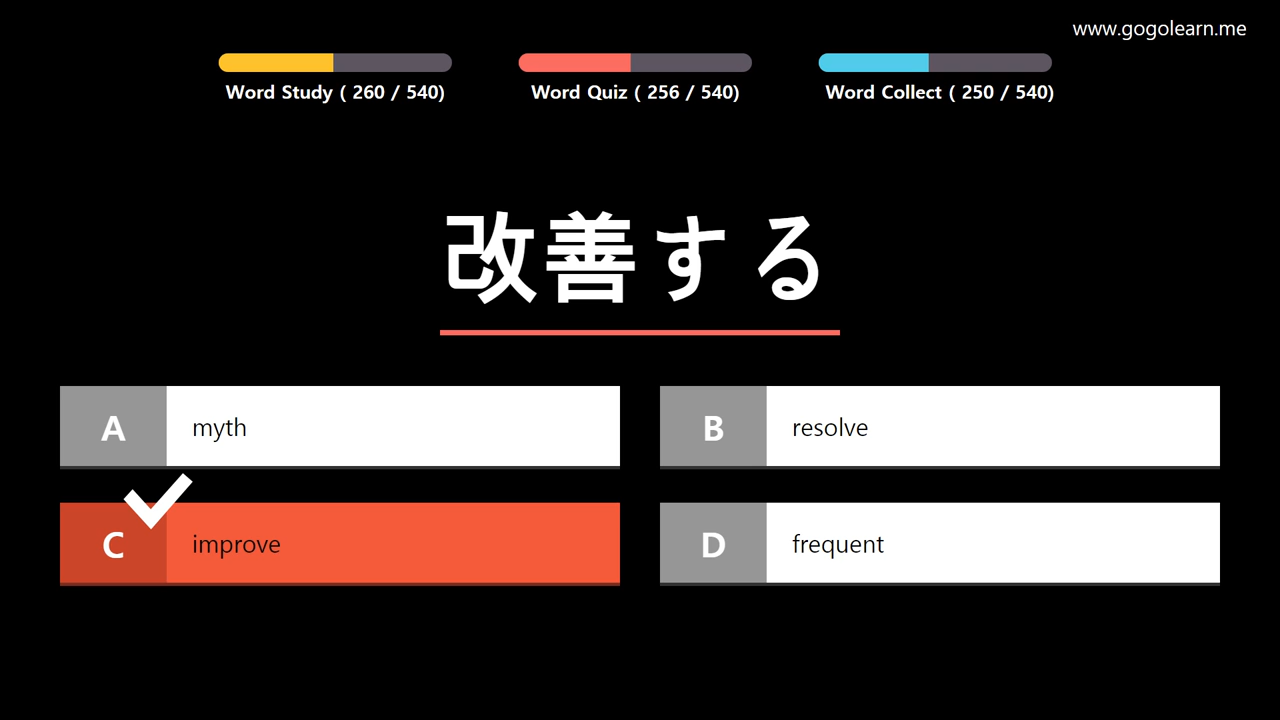 www.gogolearn.me
Word Study ( 260 / 540)
Word Quiz ( 256 / 540)
Word Collect ( 250 / 540)
改善する
A myth
B resolve
C improve
D frequent